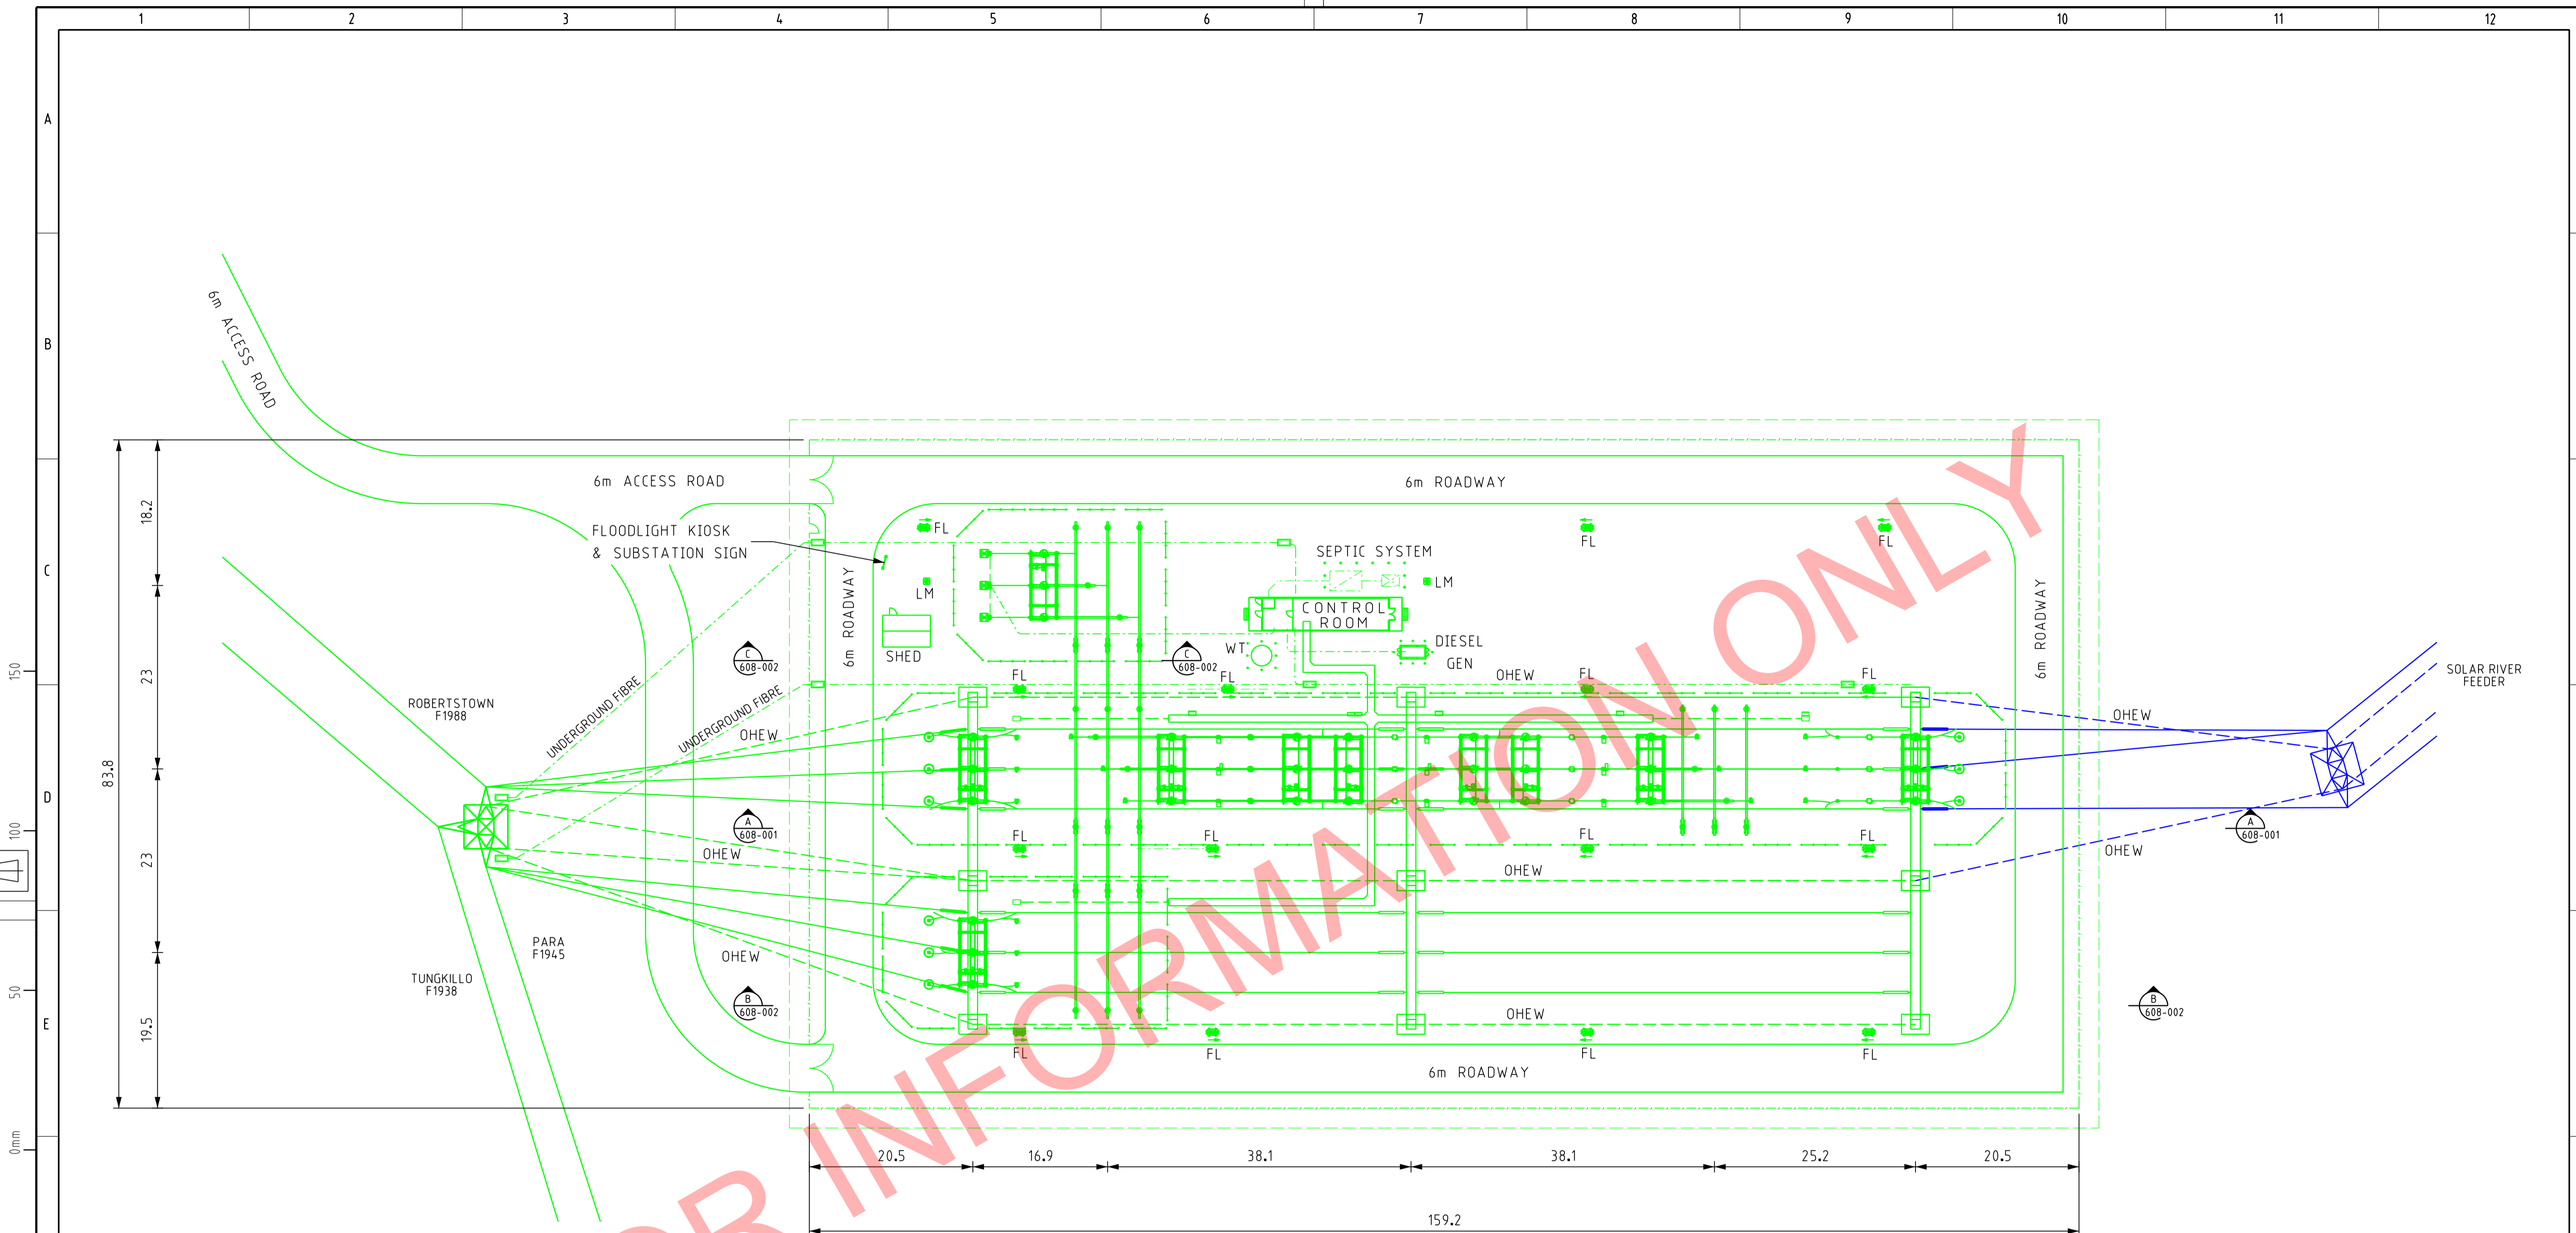 1 2 3 4 5 6 7 8 9 10 11 12
A
B
C
D
E
150
100
50
0mm
6m ACCESS ROAD
6m ACCESS ROAD
6m ROADWAY
FLOODLIGHT KIOSK
& SUBSTATION SIGN
FL
FL
FL
SEPTIC SYSTEM
LM
LM
6m ROADWAY
6m ROADWAY
CONTROL
ROOM
SHED
WT
DIESEL
GEN
C
608-002
C
608-002
FL
FL
OHEW
FL
FL
SOLAR RIVER
FEEDER
ROBERTSTOWN
F1988
UNDERGROUND FIBRE
UNDERGROUND FIBRE
OHEW
OHEW
A
608-001
A
608-001
FL
FL
FL
FL
OHEW
OHEW
OHEW
PARA
F1945
TUNGKILLO
F1938
OHEW
B
608-002
B
608-002
OHEW
FL
FL
FL
FL
6m ROADWAY
83.8
18.2
23
23
19.5
20.5 16.9 38.1 38.1 25.2 20.5
159.2
OR INFORMATION ONLY